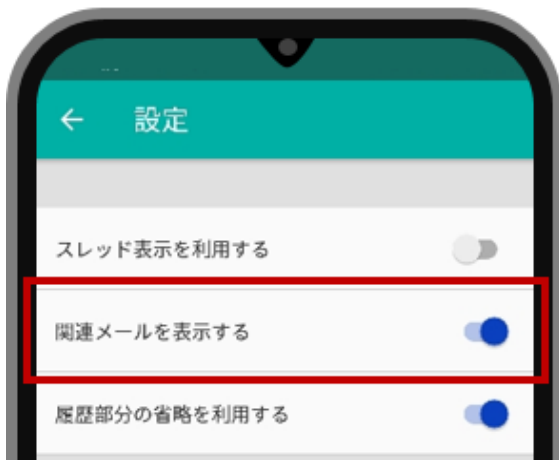 設定
スレッド表示を利用する
関連メールを表示する
履歴部分の省略を利用する